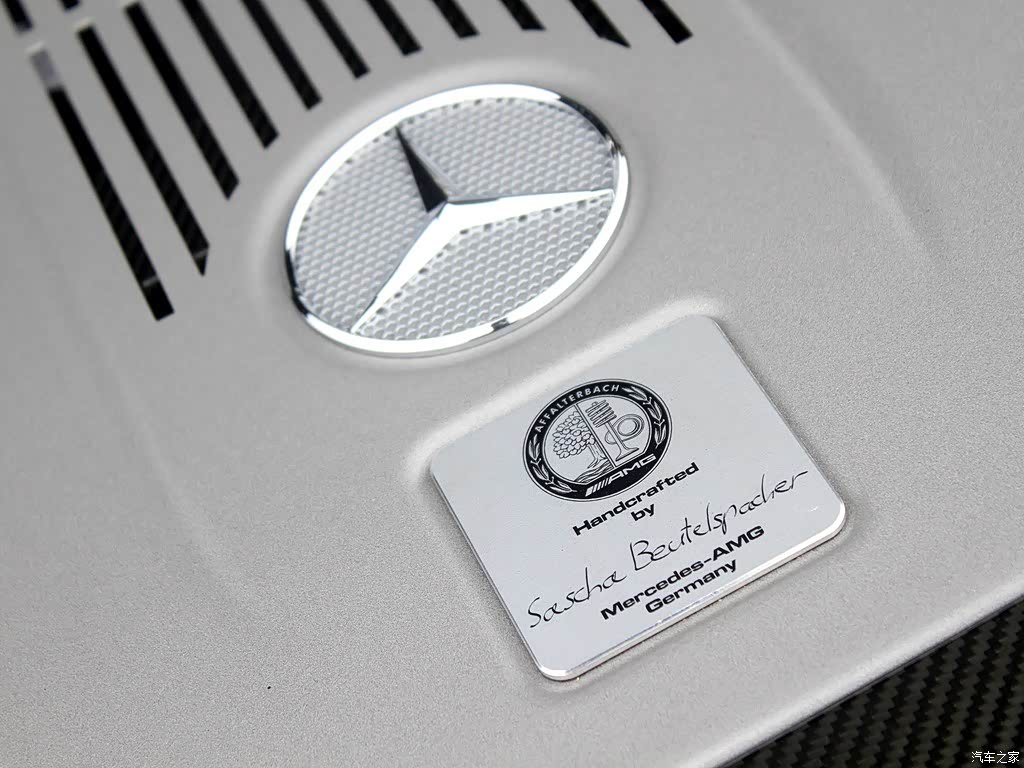 AFFALTERBACH
AMG
Handcrafted
by
Sascha Beutelspacher
Mercedes-AMG
Germany
汽车之家